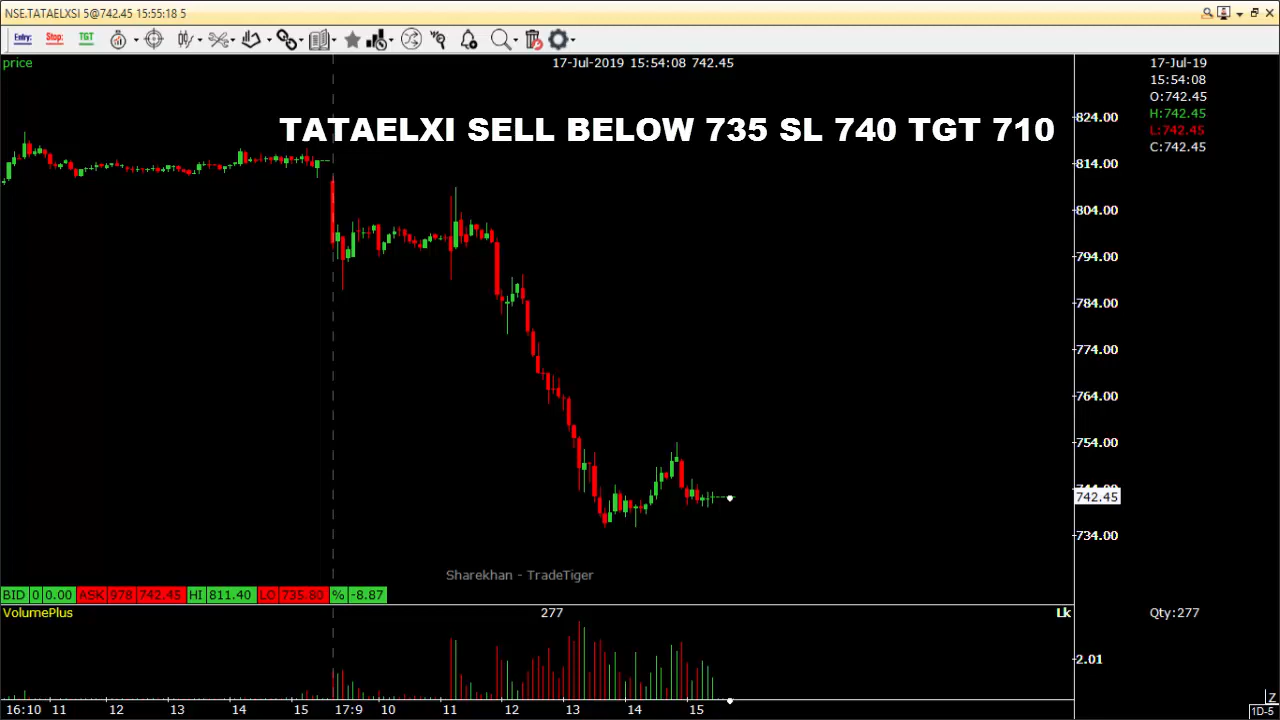 NSE.TATAELXSI 5@742.45 15:55:18 5
Entry: Stop: TGT
price
17-Jul-2019 15:54:08 742.45
17-Jul-19
15:54:08
O:742.45
H:742.45
L:742.45
C:742.45
TATAELXI SELL BELOW 735 SL 740 TGT 710
824.00
814.00
804.00
794.00
784.00
774.00
764.00
754.00
744.00
742.45
734.00
Sharekhan - TradeTiger
BID 0 0.00 ASK 978 742.45 HI 811.40 LO 735.80 % -8.87
VolumePlus
277
Lk
Qty:277
2.01
16:10 11 12 13 14 15 17:9 10 11 12 13 14 15
Z
1D-5